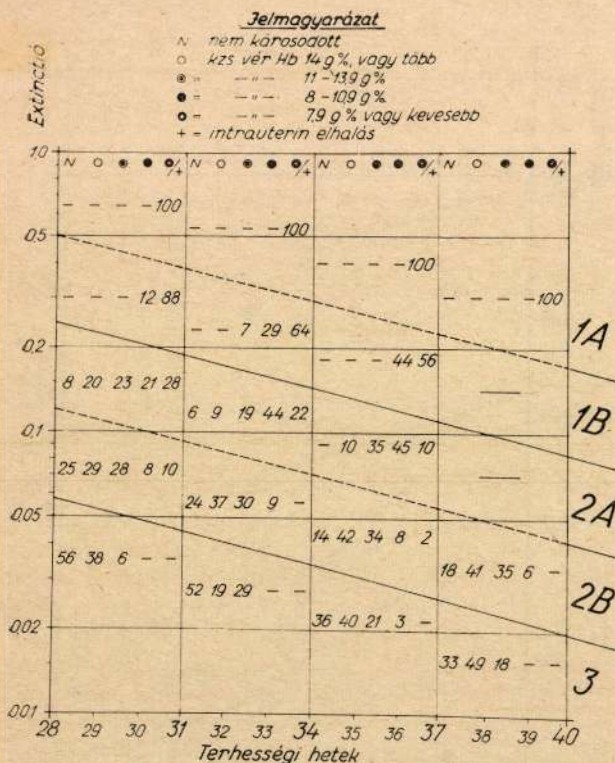 Jelmagyarázat
N nem károsodott
○ kzs vér Hb 14 g %, vagy több
◉ = — " — 11 -13,9 g %
● = — " — 8 -10,9 g %
✪ = — " — 7,9 g % vagy kevesebb
+ = intrauterin elhalás
Extinctió
1,0
N ○ ◉ ● ✪/+ N ○ ◉ ● ✪/+ N ○ ◉ ● ✪/+ N ○ ◉ ● ✪/+
- - - - 100
- - - - 100
0,5
- - - - 100
- - - - 100
- - - 12 88
- - 7 29 64
1A
0,2
- - - 44 56
8 20 23 21 28
—
1B
6 9 19 44 22
0,1
- 10 35 45 10
25 29 28 8 10
—
2A
24 37 30 9 -
0,05
14 42 34 8 2
56 38 6 - -
18 41 35 6 -
2B
52 19 29 - -
0,02
36 40 21 3 -
33 49 18 - -
3
0,01
28 29 30 31 32 33 34 35 36 37 38 39 40
Terhességi hetek